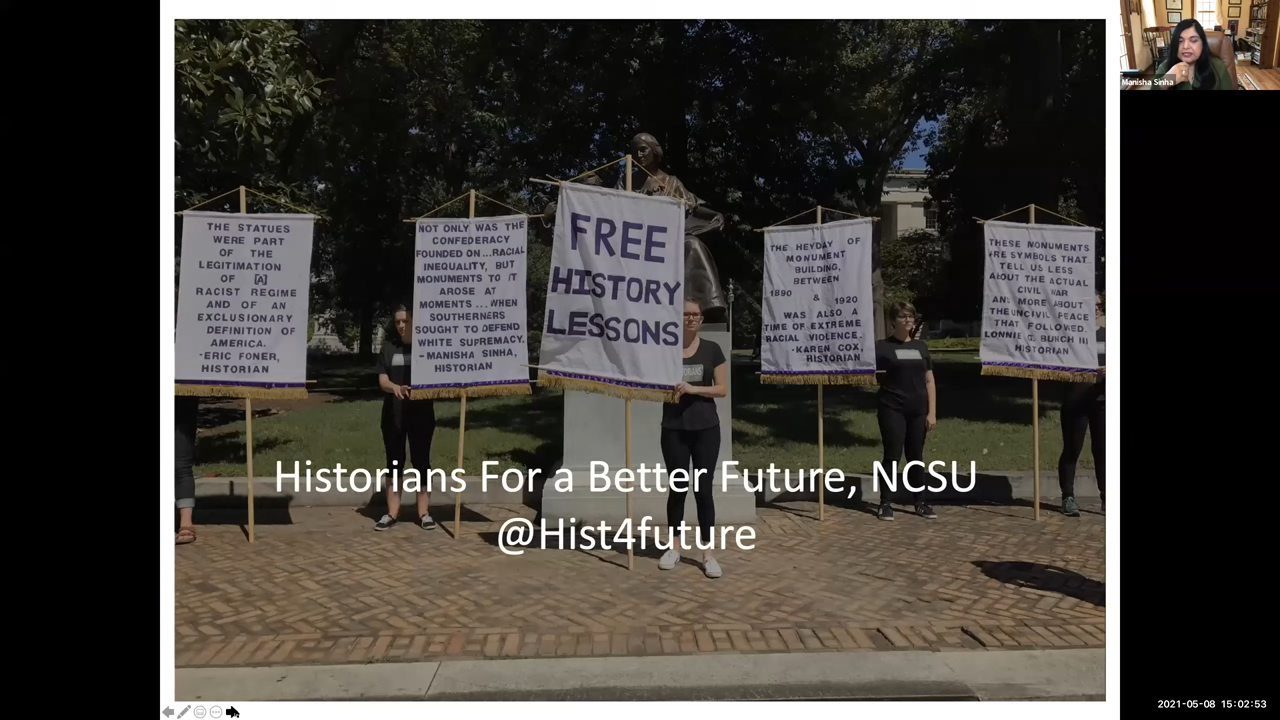 THE STATUES
WERE PART
OF THE
LEGITIMATION
OF [A]
RACIST REGIME
AND OF AN
EXCLUSIONARY
DEFINITION OF
AMERICA.
-ERIC FONER,
HISTORIAN
NOT ONLY WAS THE
CONFEDERACY
FOUNDED ON...RACIAL
INEQUALITY, BUT
MONUMENTS TO IT
AROSE AT
MOMENTS...WHEN
SOUTHERNERS
SOUGHT TO DEFEND
WHITE SUPREMACY.
-MANISHA SINHA,
HISTORIAN
FREE
HISTORY
LESSONS
THE HEYDAY OF
MONUMENT
BUILDING,
BETWEEN
1890 & 1920
WAS ALSO A
TIME OF EXTREME
RACIAL VIOLENCE.
-KAREN COX,
HISTORIAN
THESE MONUMENTS
ARE SYMBOLS THAT
TELL US LESS
ABOUT THE ACTUAL
CIVIL WAR
AND MORE ABOUT
THE UNCIVIL PEACE
THAT FOLLOWED.
LONNIE G. BUNCH III
HISTORIAN
Historians For a Better Future, NCSU
@Hist4future
Manisha Sinha
2021-05-08 15:02:53